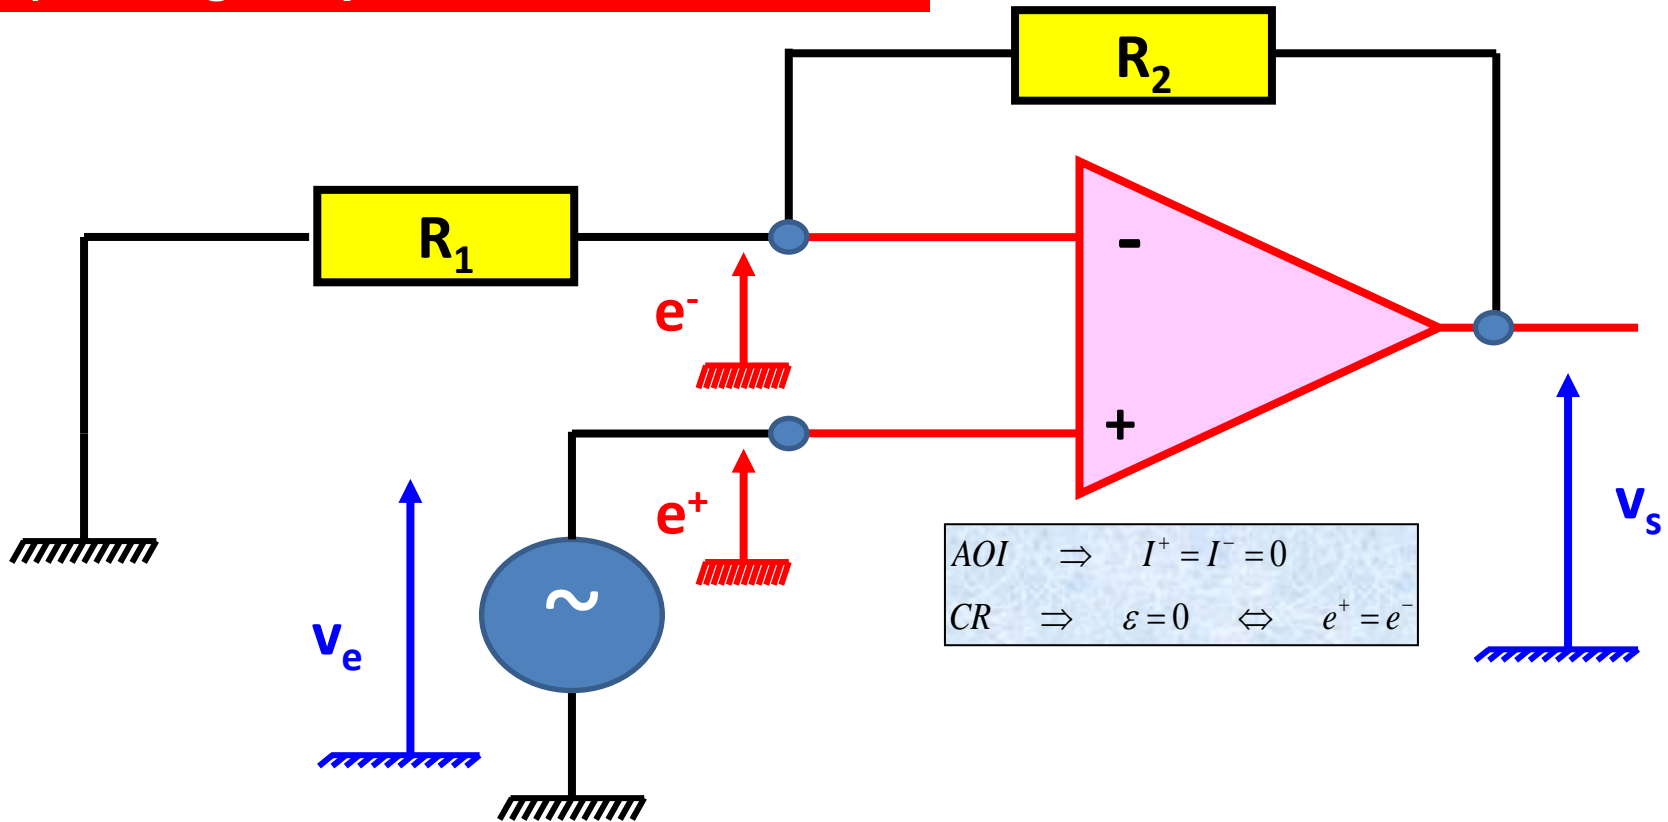 R₂
R₁
-
e⁻
+
e⁺
vₛ
AOI ⇒ I⁺ = I⁻ = 0
CR ⇒ ε = 0 ⇔ e⁺ = e⁻
~
vₑ